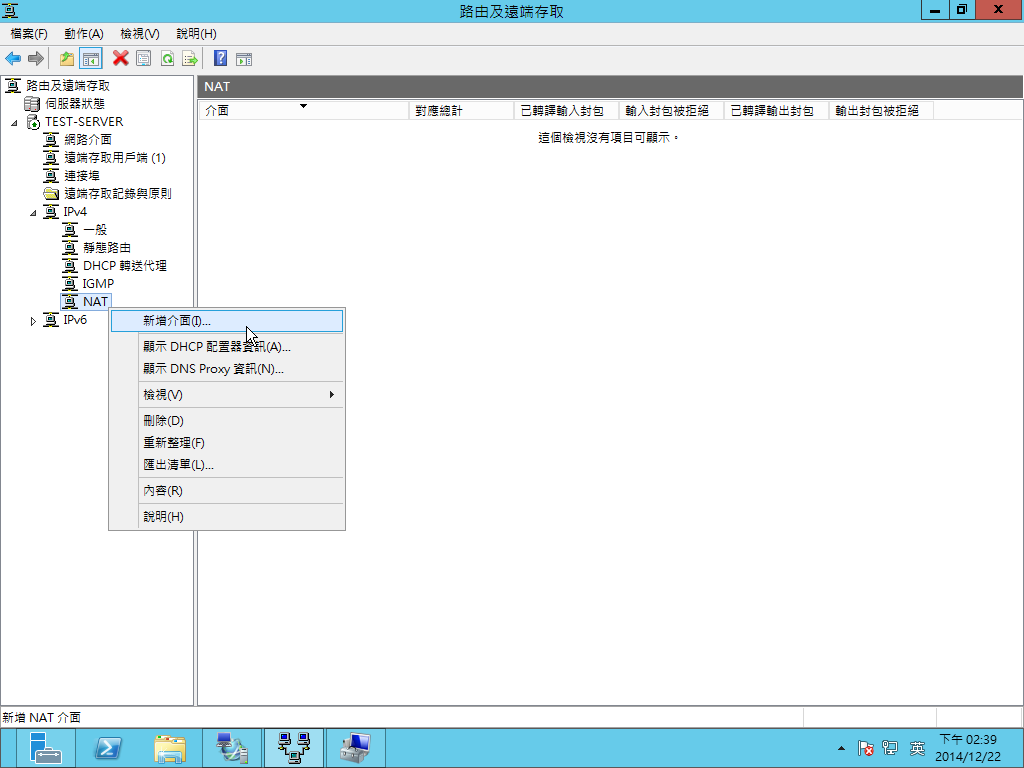 路由及遠端存取
檔案(F) 動作(A) 檢視(V) 說明(H)
路由及遠端存取
伺服器狀態
TEST-SERVER
網路介面
遠端存取用戶端 (1)
連接埠
遠端存取記錄與原則
IPv4
一般
靜態路由
DHCP 轉送代理
IGMP
NAT
IPv6
NAT
介面 對應總計 已轉譯輸入封包 輸入封包被拒絕 已轉譯輸出封包 輸出封包被拒絕
這個檢視沒有項目可顯示。
新增介面(I)...
顯示 DHCP 配置器資訊(A)...
顯示 DNS Proxy 資訊(N)...
檢視(V)
刪除(D)
重新整理(F)
匯出清單(L)...
內容(R)
說明(H)
新增 NAT 介面
英
下午 02:39
2014/12/22